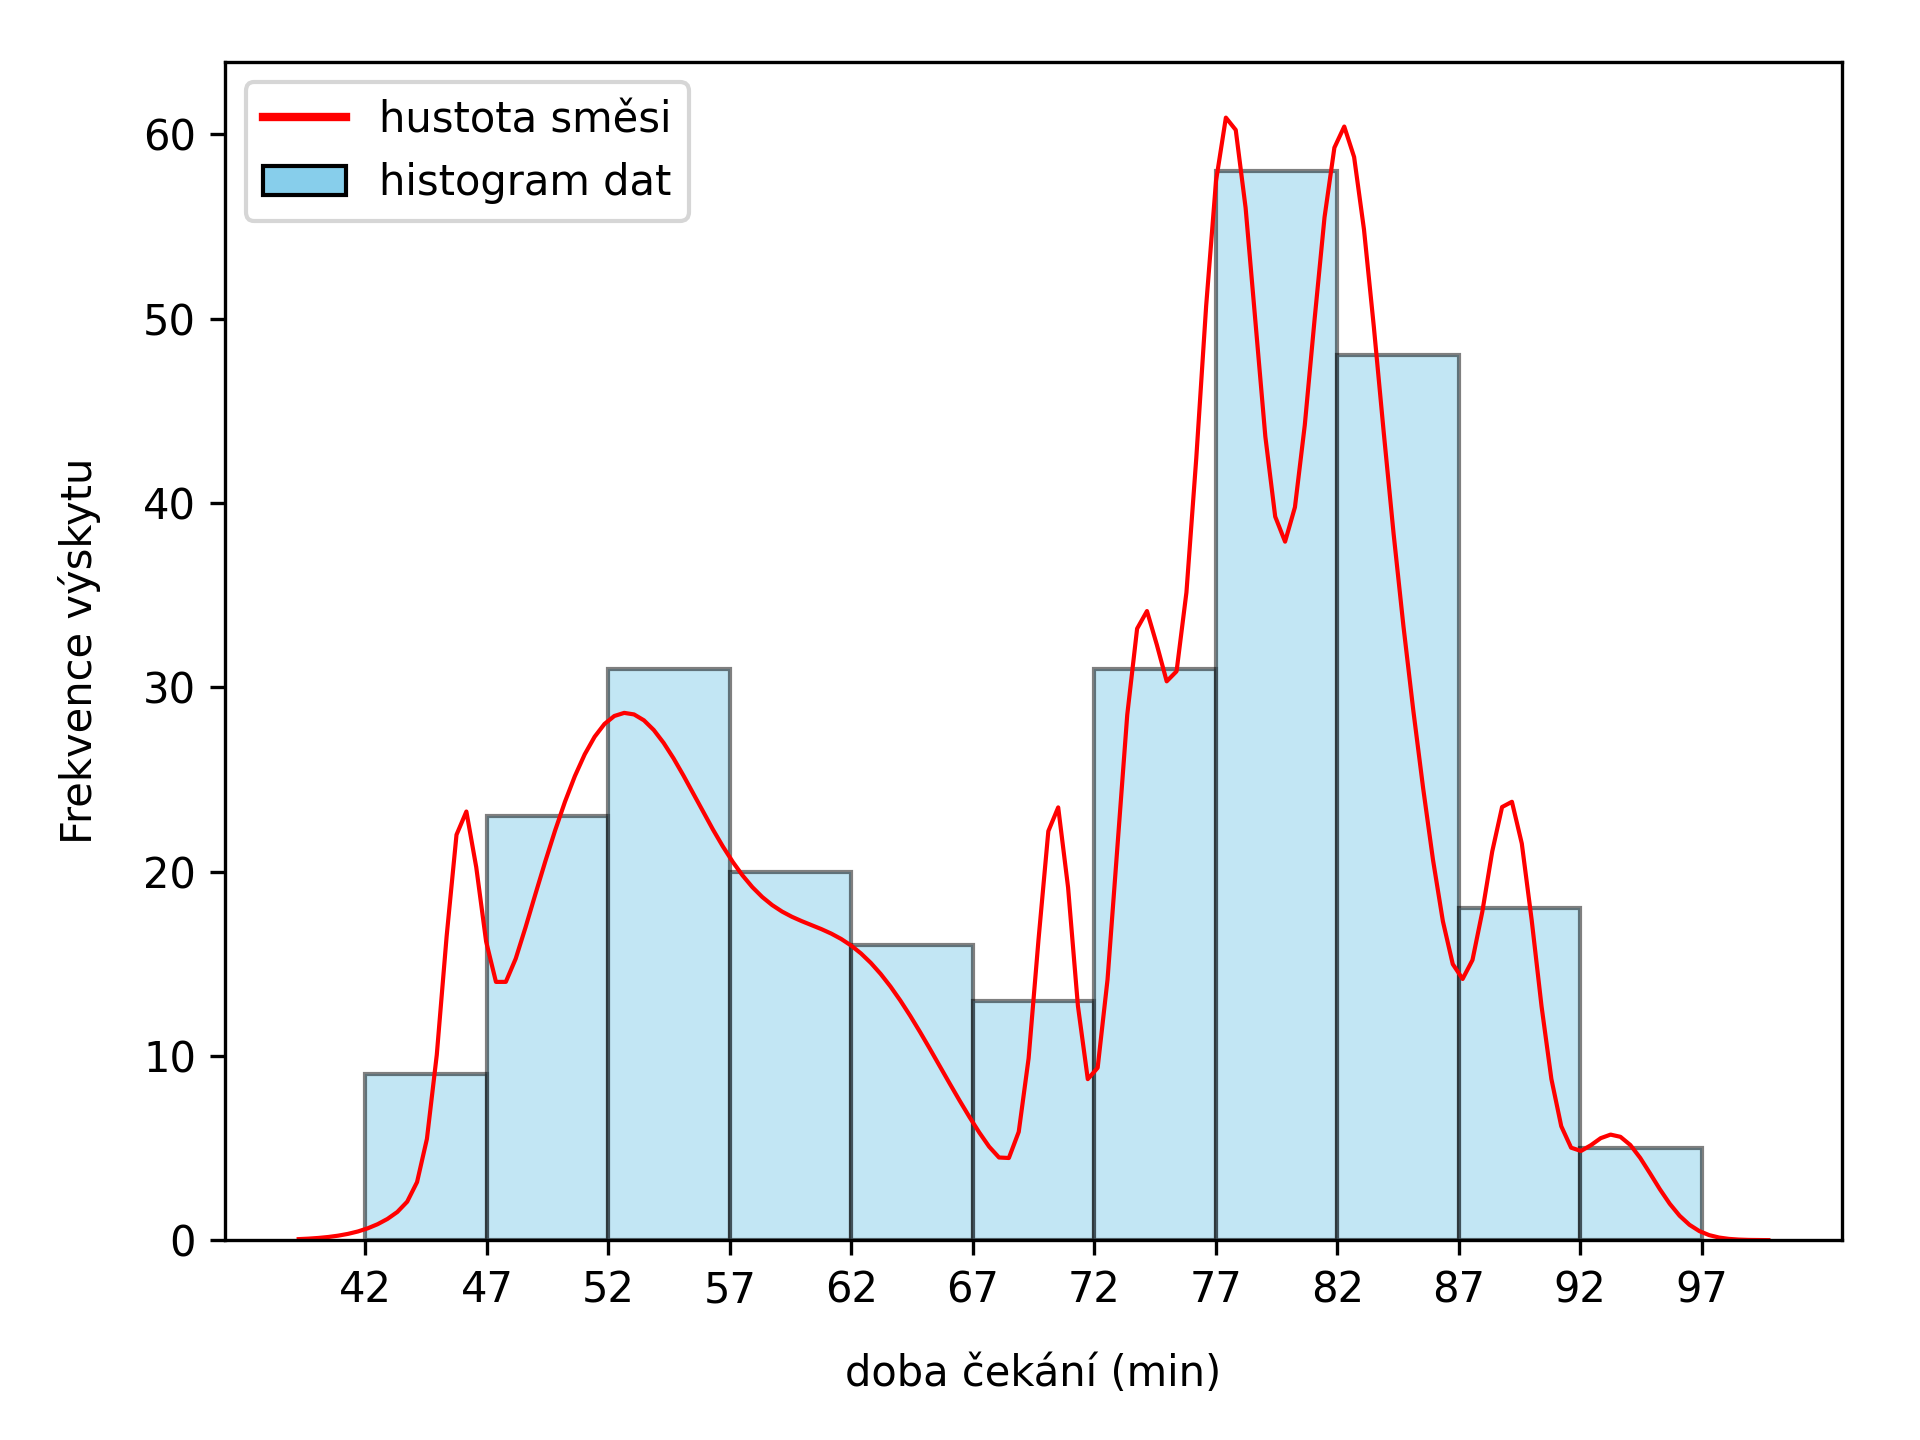 hustota směsi
histogram dat
60
50
40
30
20
10
0
Frekvence výskytu
42 47 52 57 62 67 72 77 82 87 92 97
doba čekání (min)